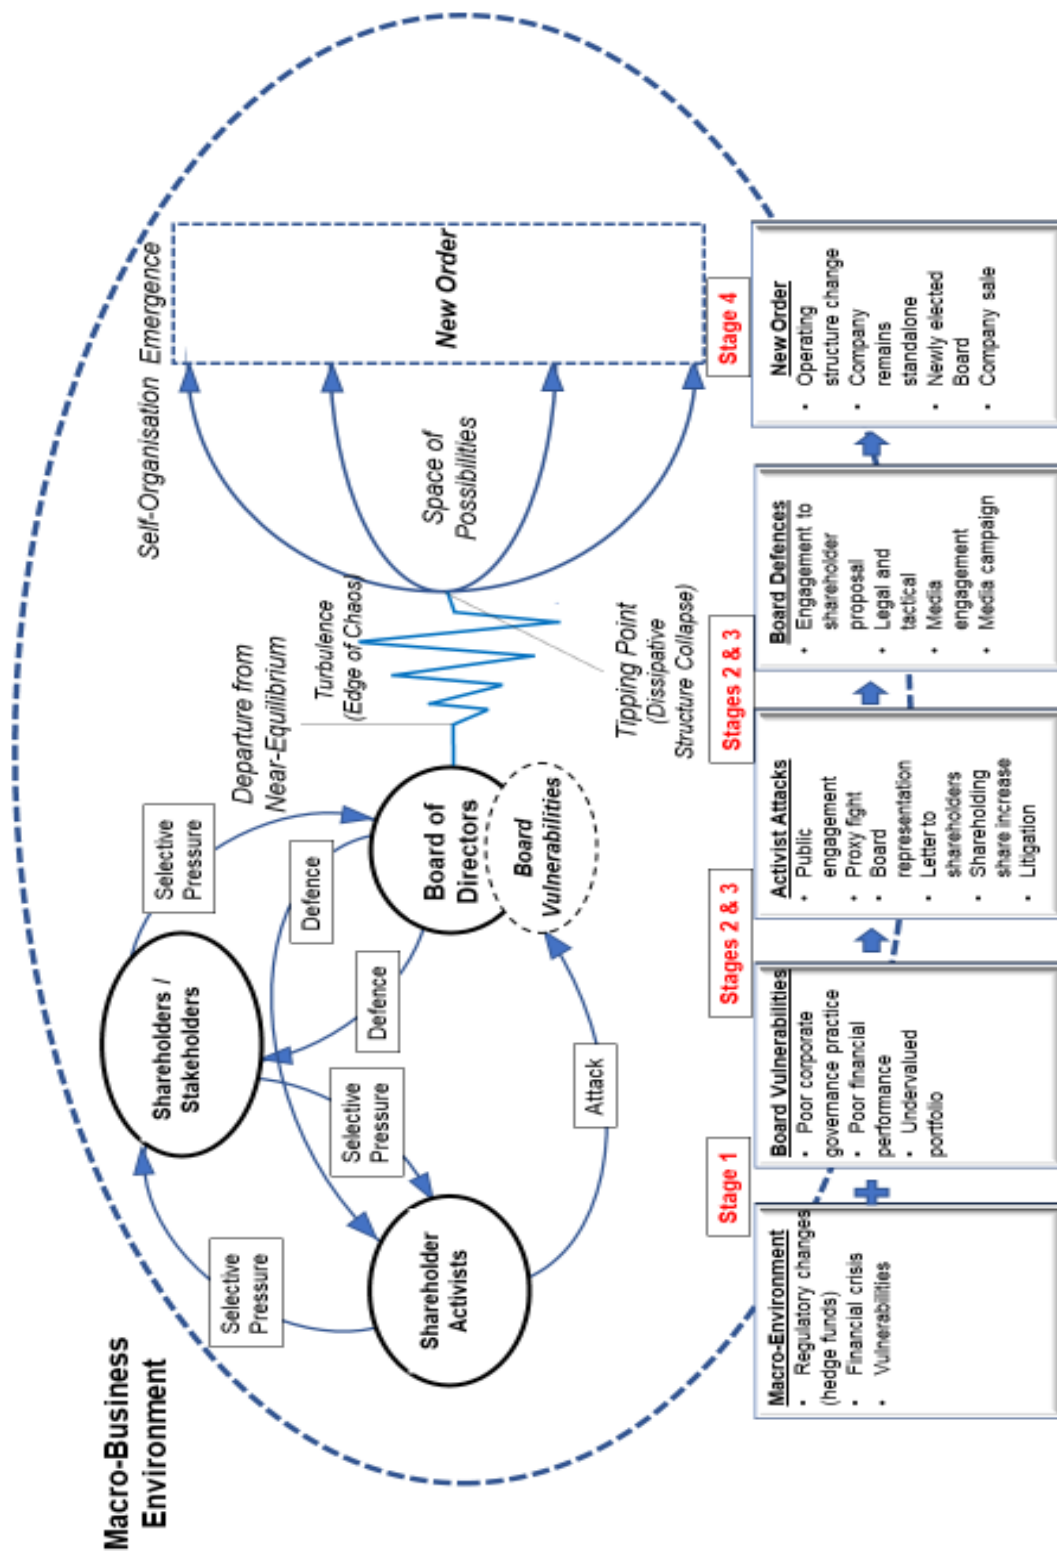 Macro-Business
Environment
Shareholders /
Stakeholders
Selective
Pressure
Selective
Pressure
Selective
Pressure
Defence
Defence
Shareholder
Activists
Attack
Board of
Directors
Board
Vulnerabilities
Departure from
Near-Equilibrium
Turbulence
(Edge of Chaos)
Tipping Point
(Dissipative
Structure Collapse)
Space of
Possibilities
Self-Organisation Emergence
New Order
Stage 1
Stages 2 & 3
Stages 2 & 3
Stage 4
Macro-Environment
• Regulatory changes
(hedge funds)
• Financial crisis
• Vulnerabilities
Board Vulnerabilities
• Poor corporate
governance practice
• Poor financial
performance
• Undervalued
portfolio
Activist Attacks
• Public
engagement
• Proxy fight
• Board
representation
• Letter to
shareholders
• Shareholding
share increase
• Litigation
Board Defences
• Engagement to
shareholder
proposal
• Legal and
tactical
• Media
engagement
• Media campaign
New Order
• Operating
structure change
• Company
remains
standalone
• Newly elected
Board
• Company sale